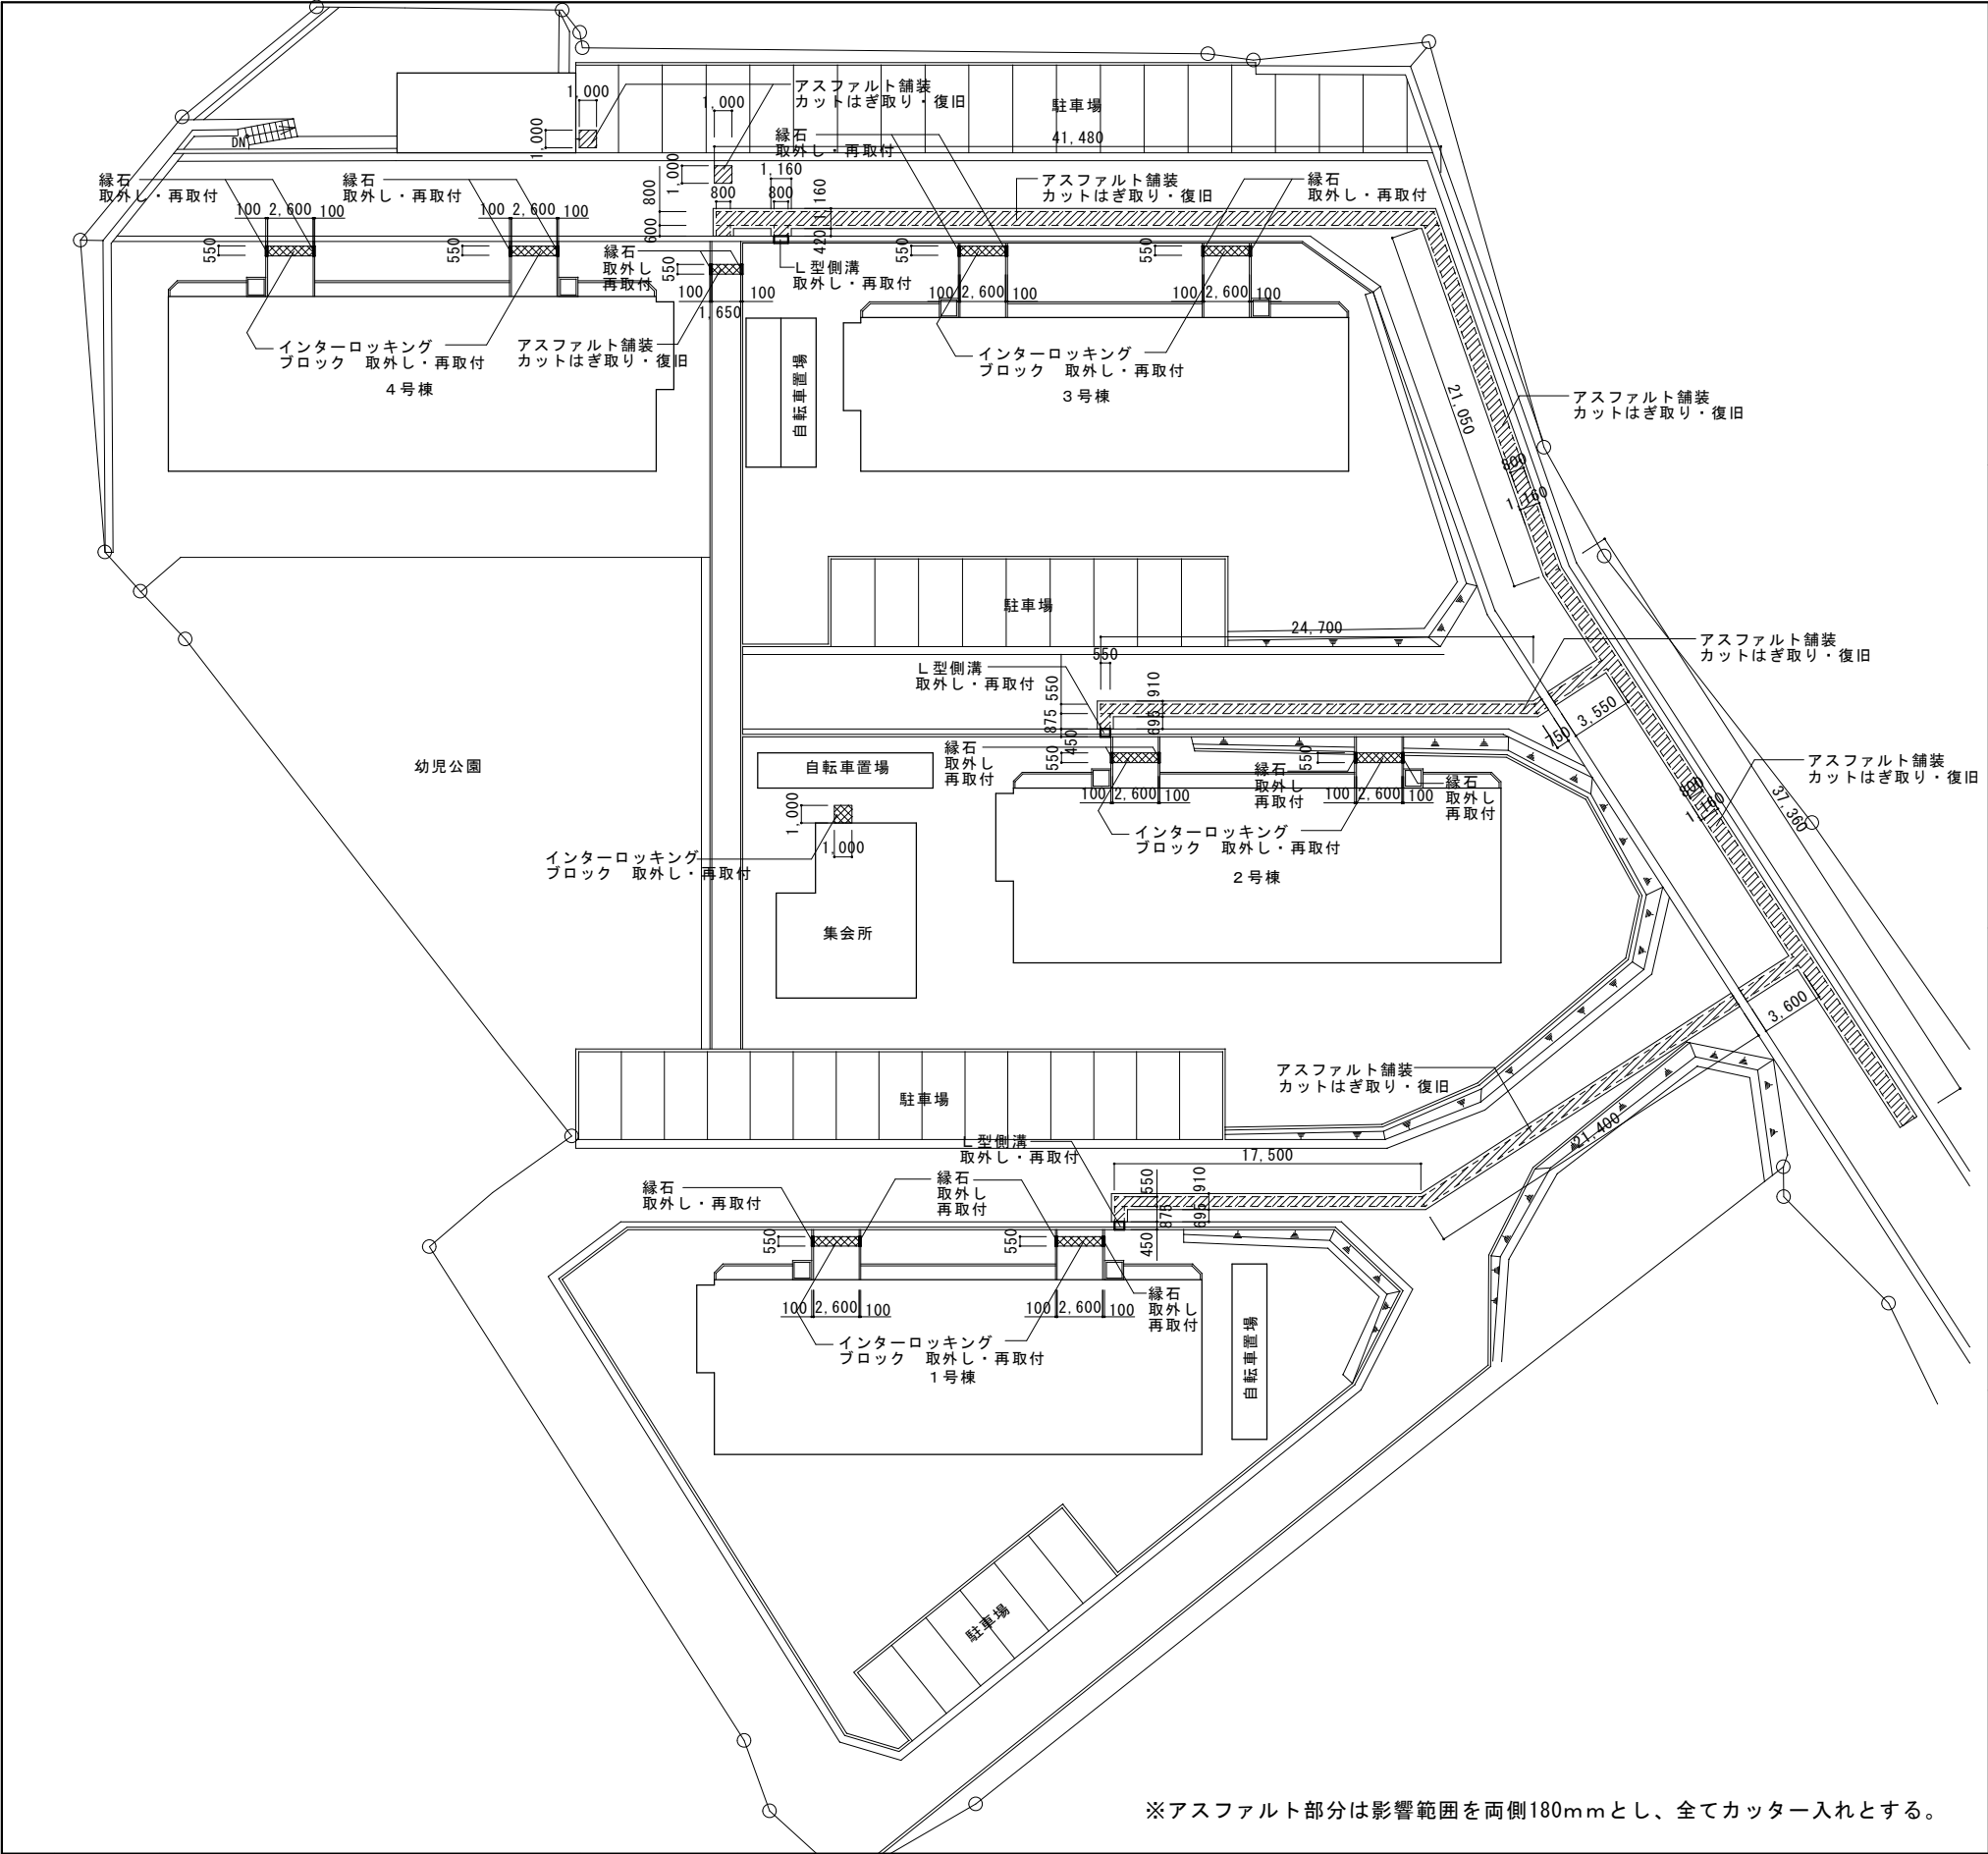 アスファルト舗装
カットはぎ取り・復旧
1,000
1,000
1,000
1,000
駐車場
41,480
縁石
取外し・再取付
DN
縁石
取外し・再取付
縁石
取外し・再取付
1,160
800
800
800
600
160
420
アスファルト舗装
カットはぎ取り・復旧
縁石
取外し・再取付
100 2,600 100
550
100 2,600 100
550
縁石
取外し
再取付
550
100
100
1,650
L型側溝
取外し・再取付
550
100 2,600 100
550
100 2,600 100
インターロッキング
ブロック 取外し・再取付
4号棟
アスファルト舗装
カットはぎ取り・復旧
自転車置場
インターロッキング
ブロック 取外し・再取付
3号棟
21,050
アスファルト舗装
カットはぎ取り・復旧
800
1,160
駐車場
24,700
550
L型側溝
取外し・再取付
550
875
910
695
450
550
アスファルト舗装
カットはぎ取り・復旧
3,550
750
幼児公園
自転車置場
縁石
取外し
再取付
550
縁石
取外し
再取付
縁石
取外し
再取付
アスファルト舗装
カットはぎ取り・復旧
800
1,160
37,360
100 2,600 100
100 2,600 100
1,000
1,000
インターロッキング
ブロック 取外し・再取付
インターロッキング
ブロック 取外し・再取付
2号棟
集会所
3,600
アスファルト舗装
カットはぎ取り・復旧
駐車場
21,400
L型側溝
取外し・再取付
17,500
550
910
875
695
450
縁石
取外し・再取付
縁石
取外し
再取付
550
550
縁石
取外し
再取付
100 2,600 100
100 2,600 100
インターロッキング
ブロック 取外し・再取付
1号棟
自転車置場
駐車場
※アスファルト部分は影響範囲を両側180mmとし、全てカッター入れとする。